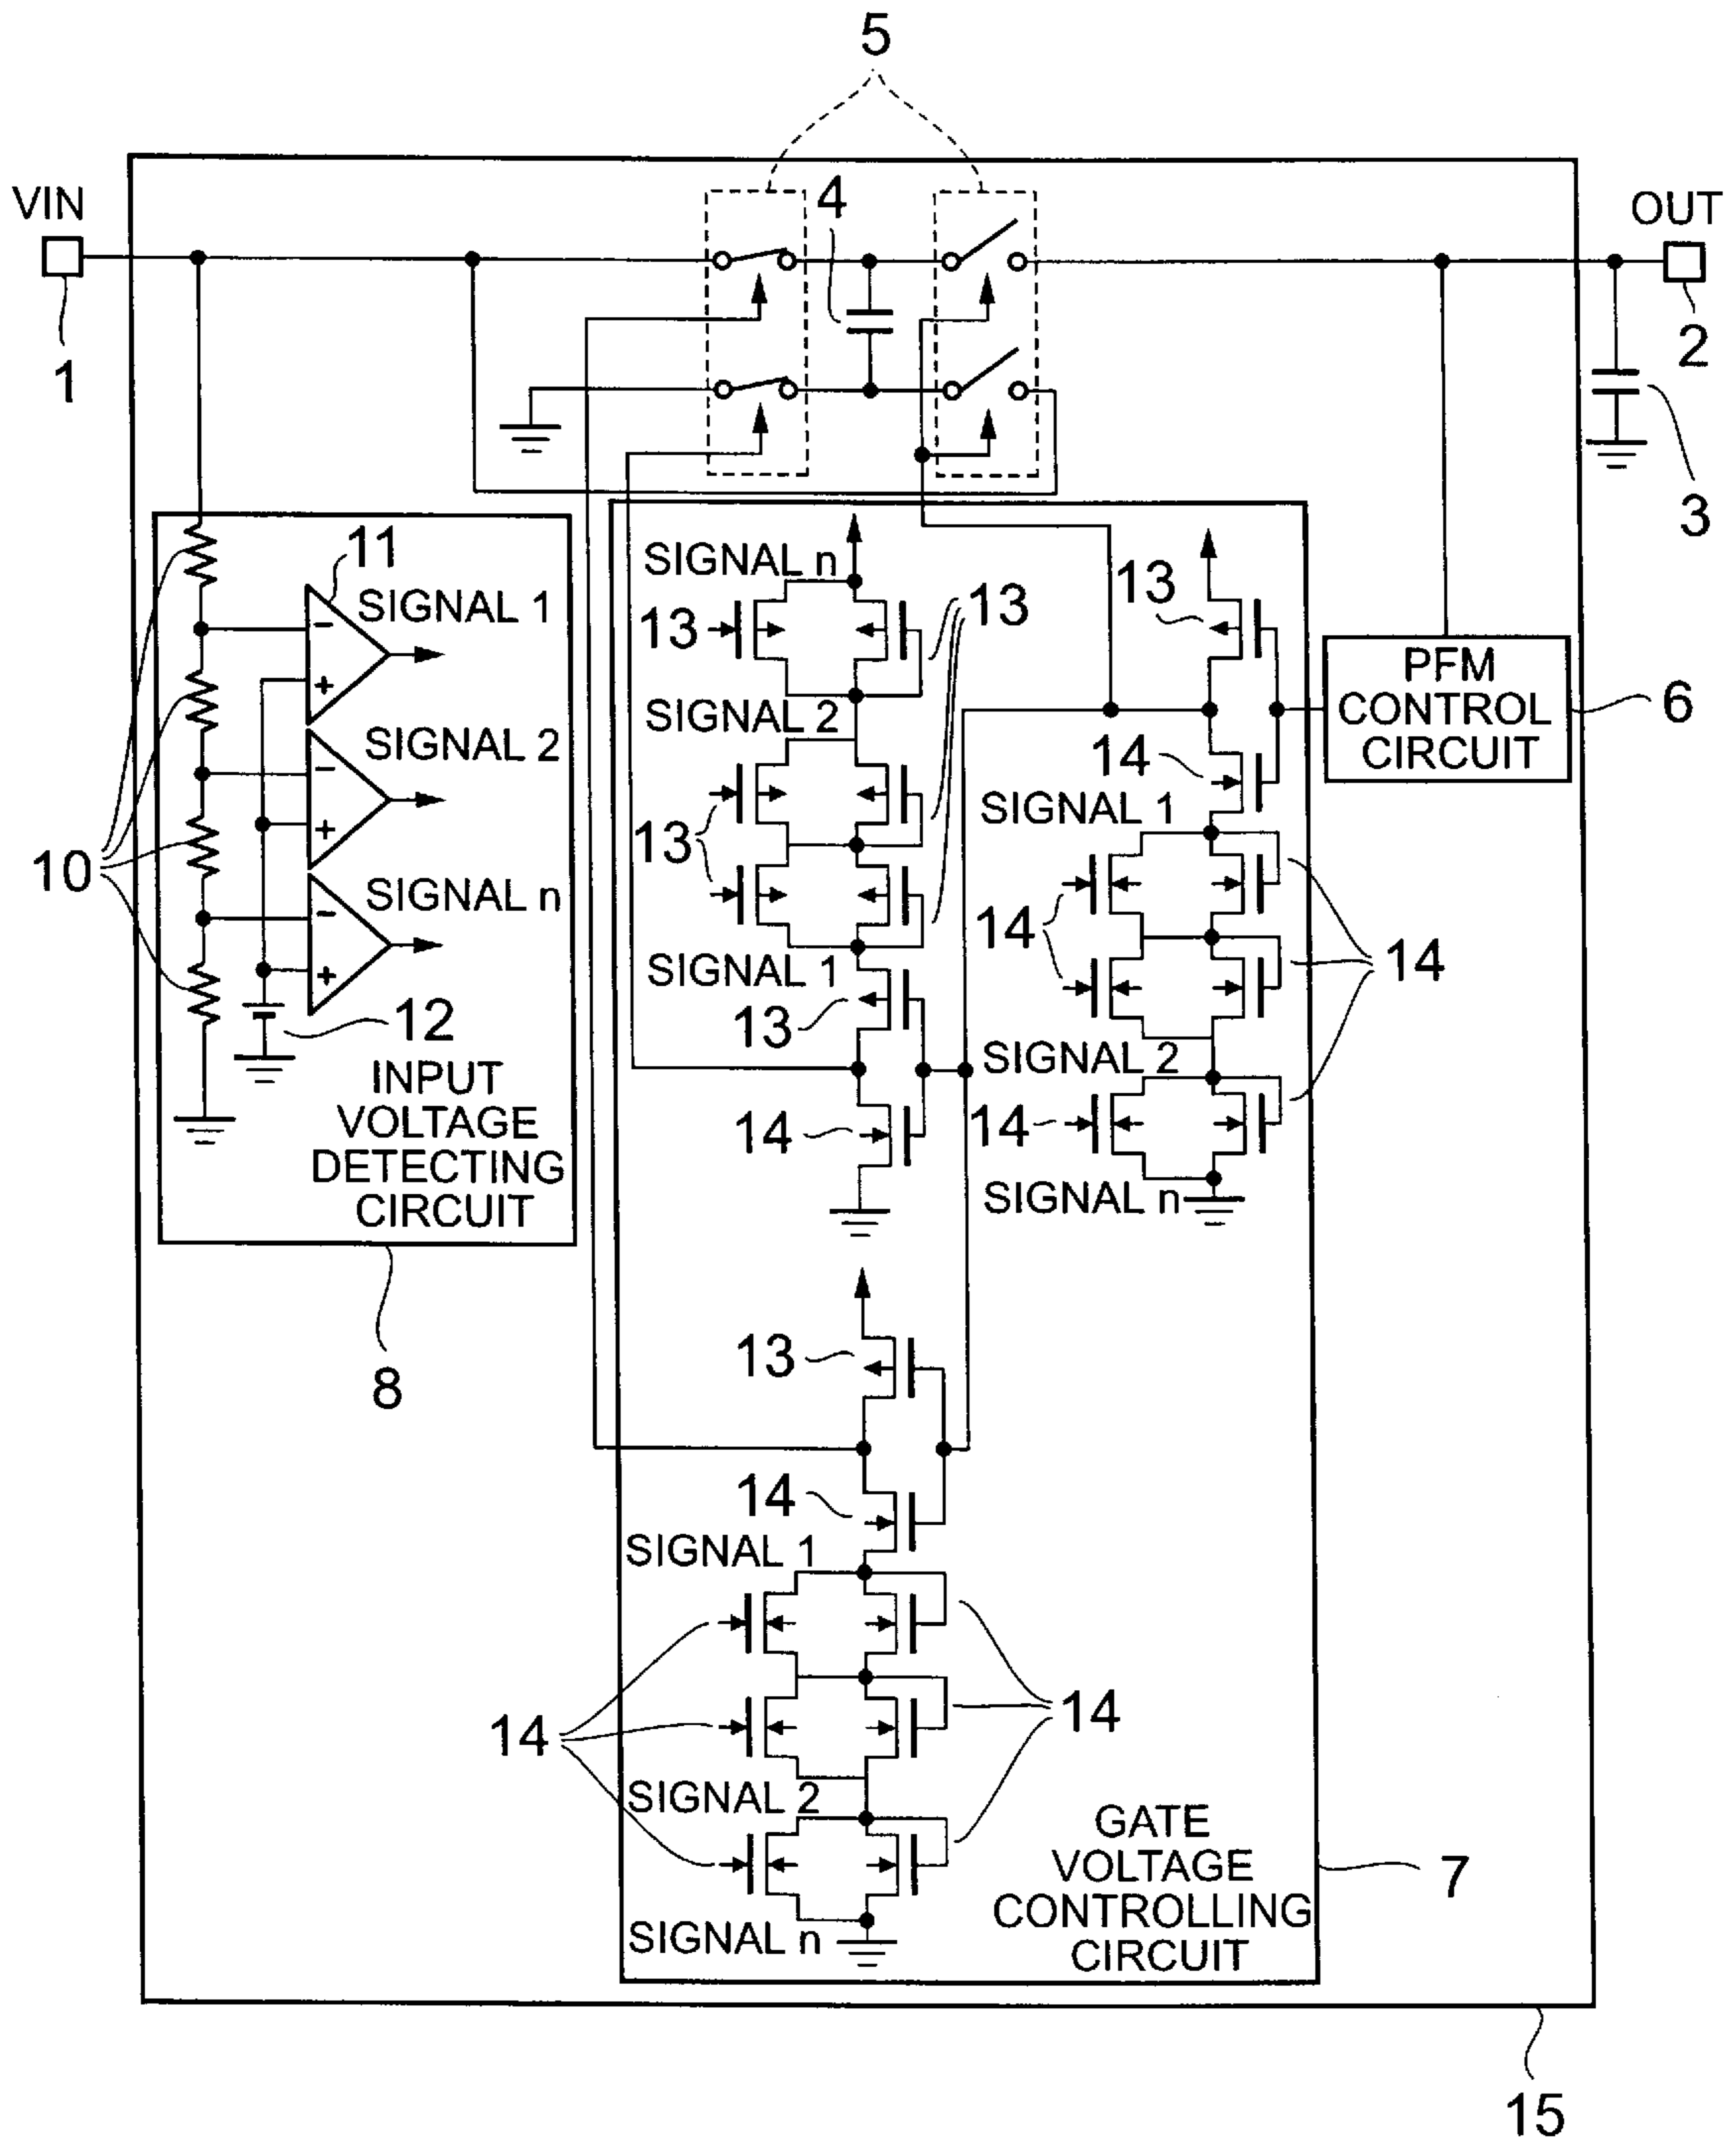 5
VIN
4
OUT
1
2
3
11
SIGNAL 1
SIGNAL 2
SIGNAL n
10
12
INPUT
VOLTAGE
DETECTING
CIRCUIT
8
SIGNAL n
13
13
SIGNAL 2
13
SIGNAL 1
13
14
13
14
SIGNAL 1
14
14
SIGNAL 2
14
SIGNAL n
PFM
CONTROL
CIRCUIT
6
13
14
SIGNAL 1
14
14
SIGNAL 2
SIGNAL n
GATE
VOLTAGE
CONTROLLING
CIRCUIT
7
15